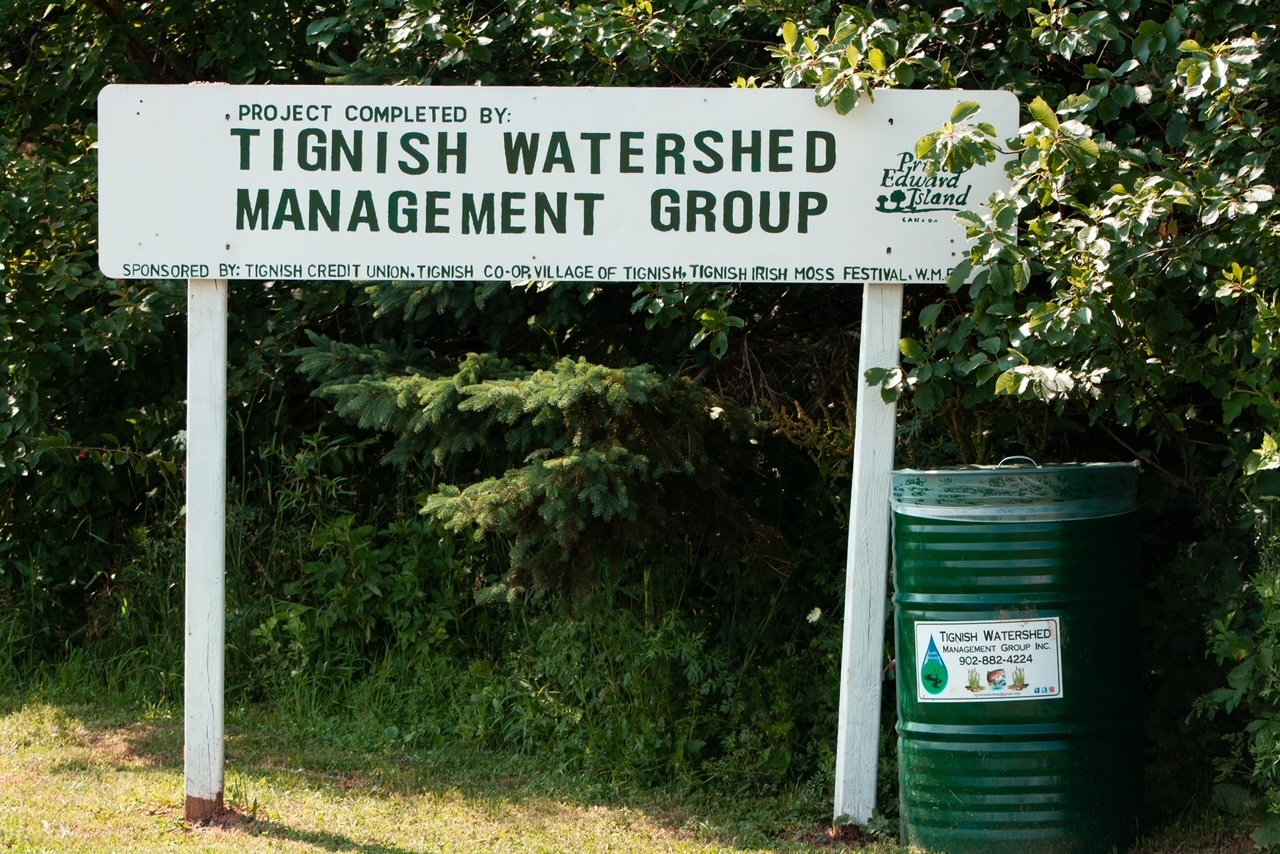 PROJECT COMPLETED BY:
TIGNISH WATERSHED
MANAGEMENT GROUP
Edward
Island
CANADA
SPONSORED BY: TIGNISH CREDIT UNION. TIGNISH CO-OP, VILLAGE OF TIGNISH, TIGNISH IRISH MOSS FESTIVAL, W.M.
TIGNISH WATERSHED
MANAGEMENT GROUP INC.
902-882-4224